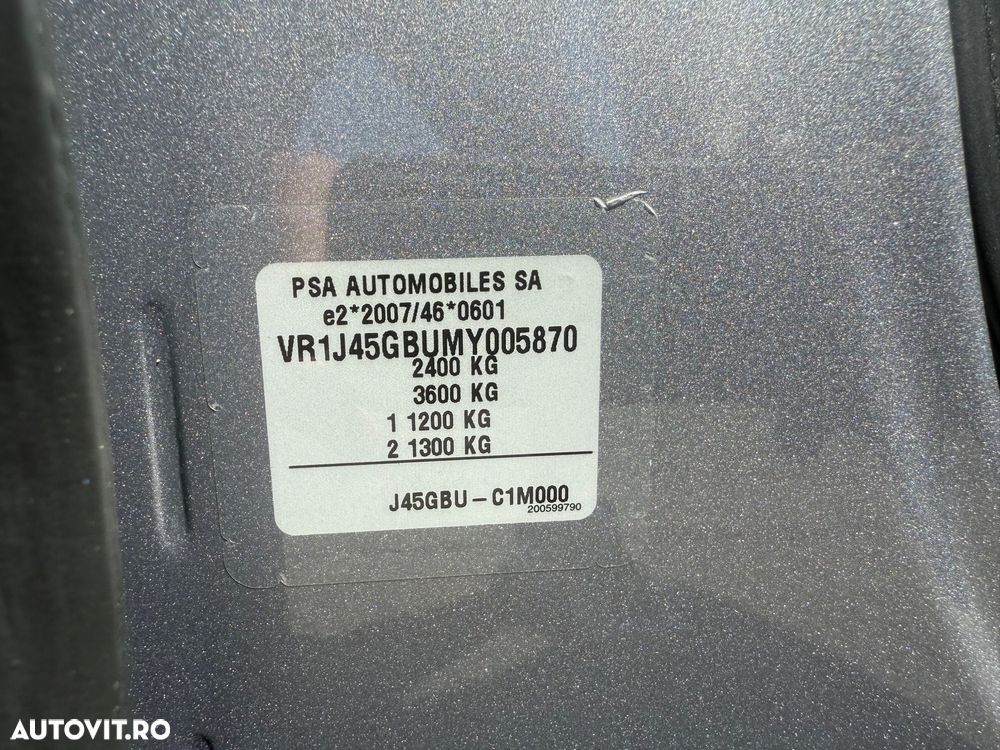 PSA AUTOMOBILES SA
e2*2007/46*0601
VR1J45GBUMY005870
2400 KG
3600 KG
1 1200 KG
2 1300 KG
J45GBU – C1M000
200599790
AUTOVIT.RO